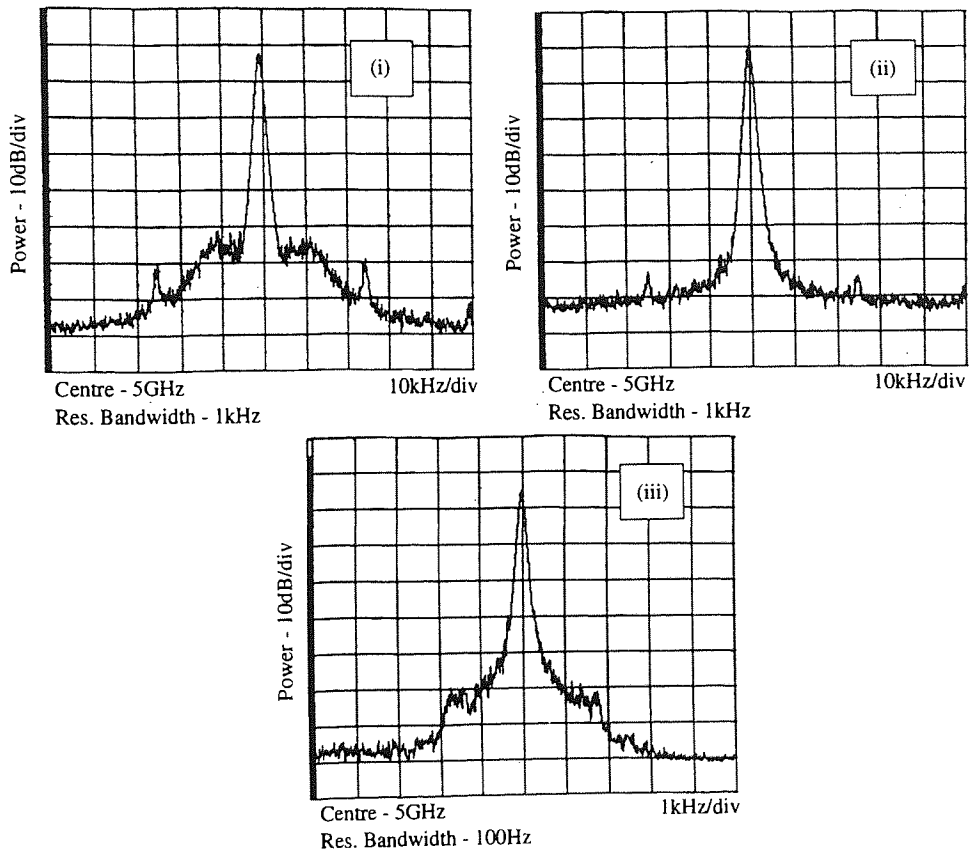 (i)
Power - 10dB/div
Centre - 5GHz
10kHz/div
Res. Bandwidth - 1kHz
(ii)
Power - 10dB/div
Centre - 5GHz
10kHz/div
Res. Bandwidth - 1kHz
(iii)
Power - 10dB/div
Centre - 5GHz
1kHz/div
Res. Bandwidth - 100Hz